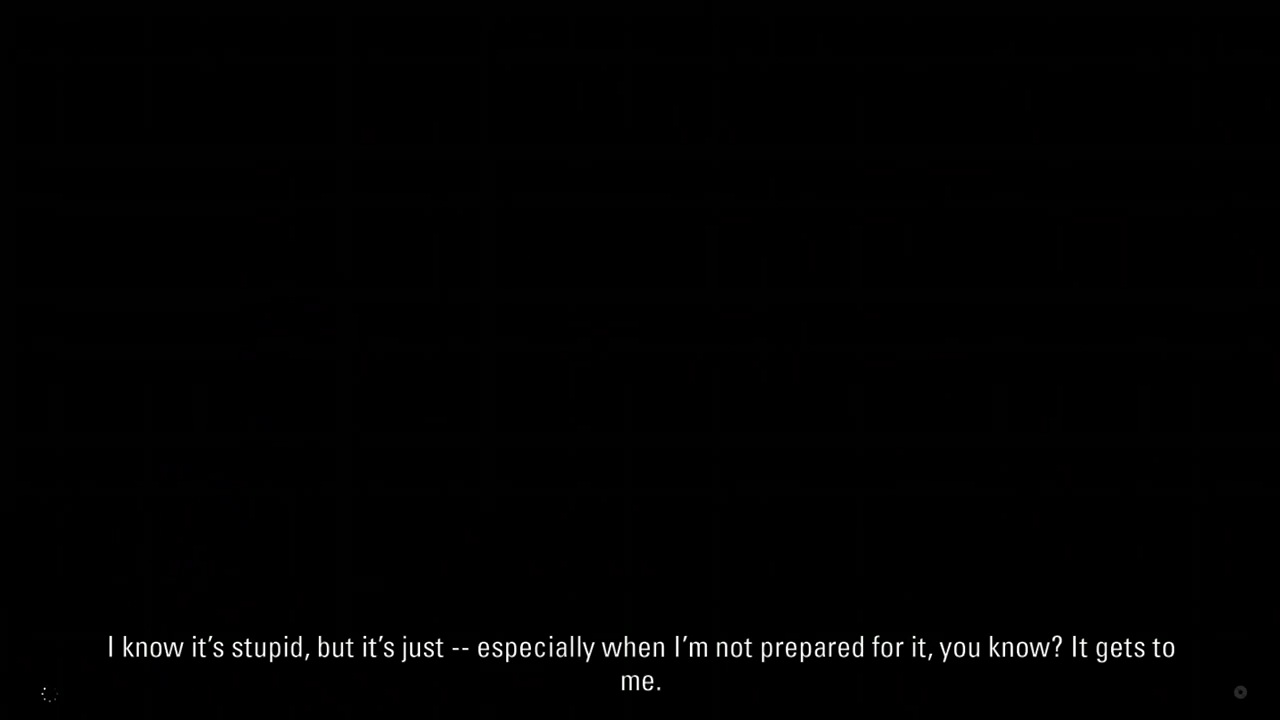 I know it’s stupid, but it’s just -- especially when I’m not prepared for it, you know? It gets to
me.